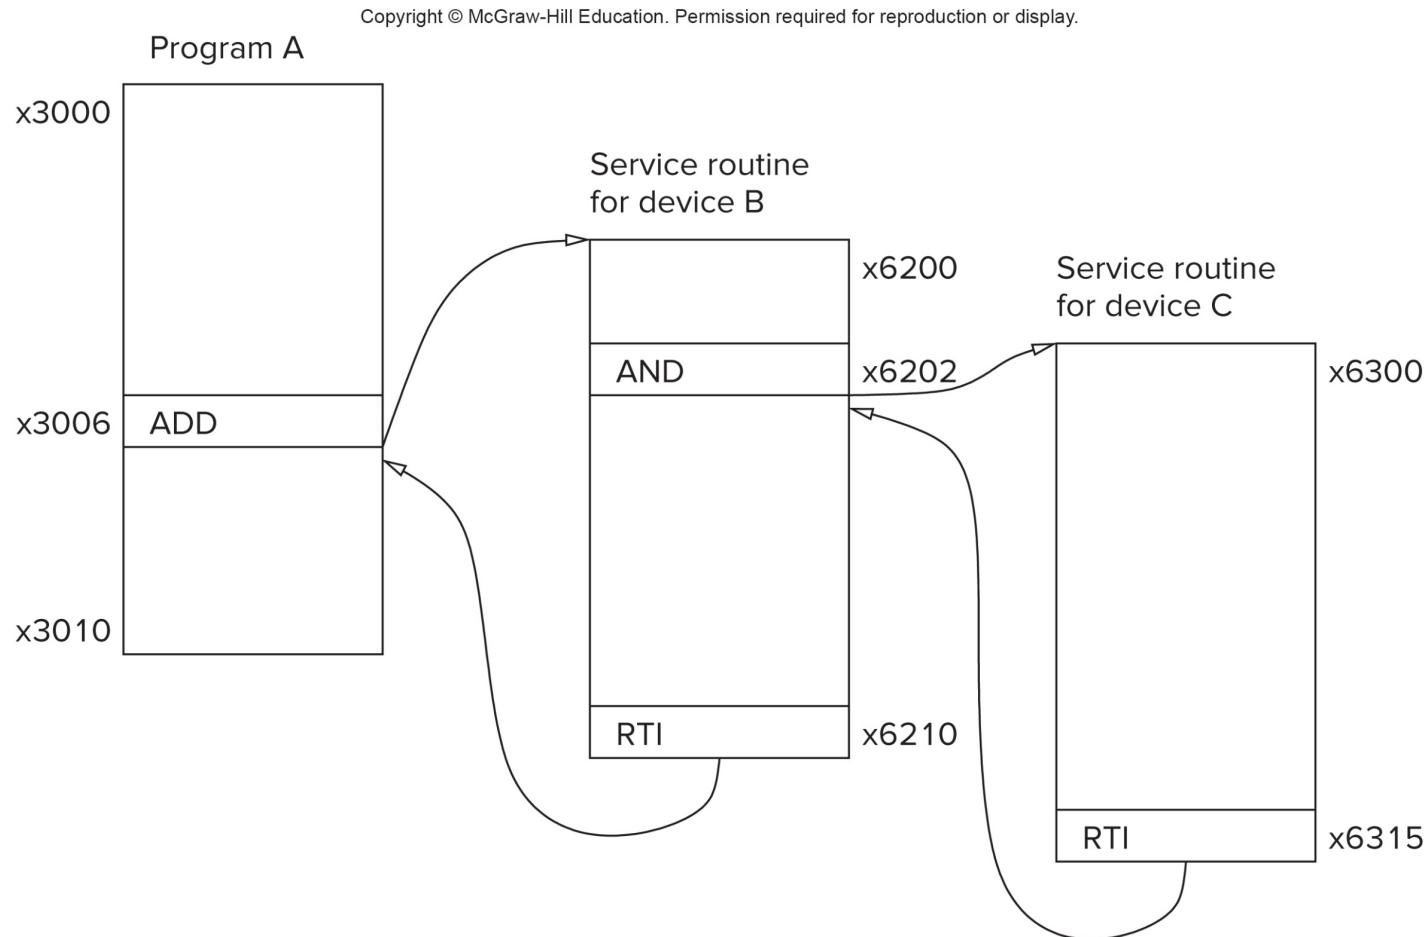 Copyright © McGraw-Hill Education. Permission required for reproduction or display.
Program A
x3000
x3006
ADD
x3010
Service routine
for device B
x6200
AND
x6202
RTI
x6210
Service routine
for device C
x6300
RTI
x6315